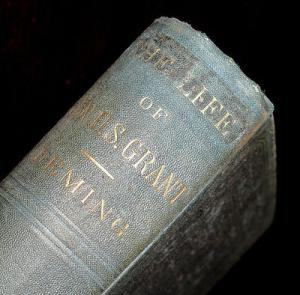 THE LIFE
OF
U.S. GRANT
DEMING